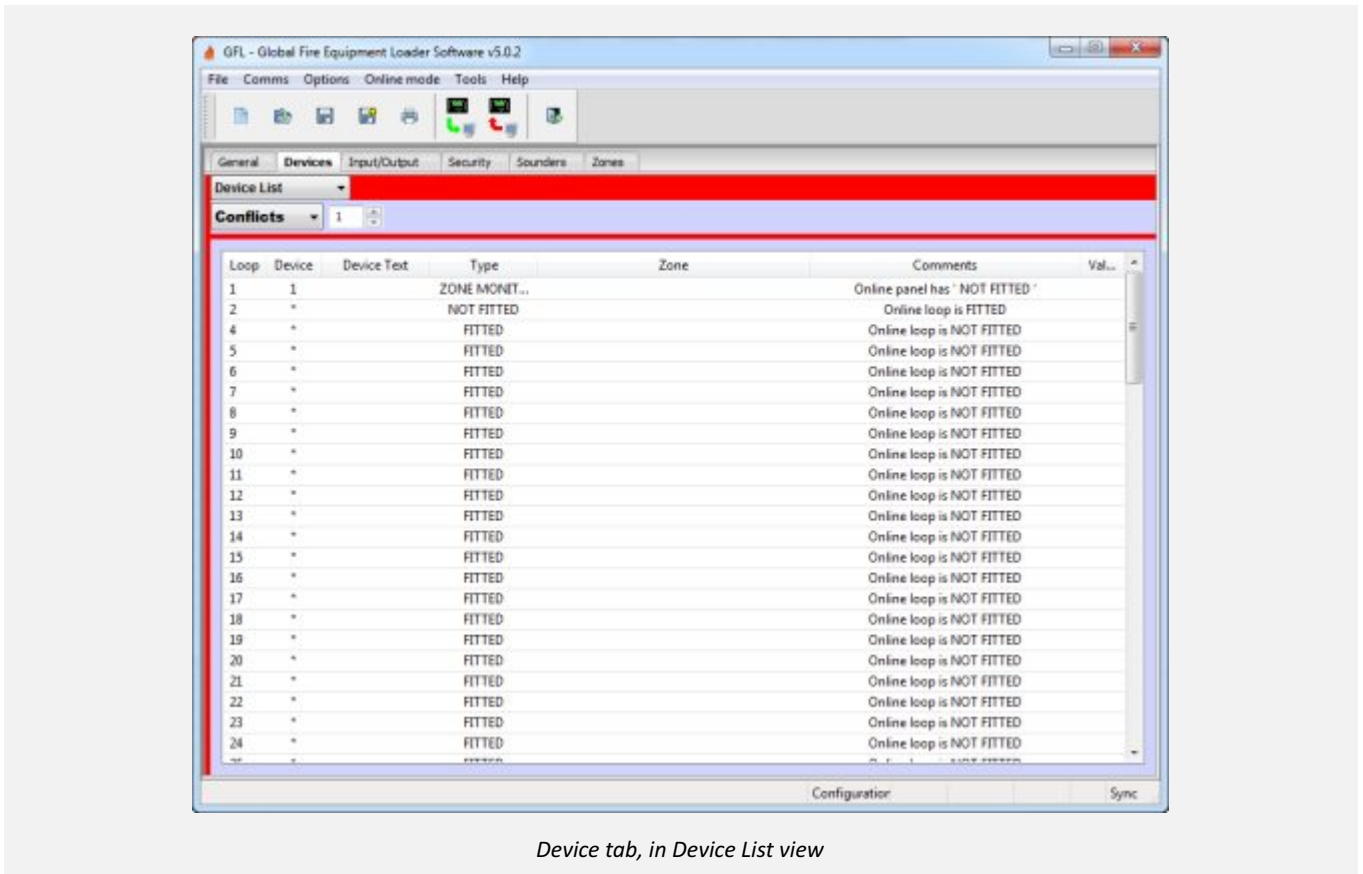 GFL - Global Fire Equipment Loader Software v5.0.2
File Comms Options Online mode Tools Help
General Devices Input/Output Security Sounders Zones
Device List
Conflicts 1
Loop Device Device Text Type Zone Comments Val...
1 1 ZONE MONIT... Online panel has ' NOT FITTED '
2 * NOT FITTED Online loop is FITTED
4 * FITTED Online loop is NOT FITTED
5 * FITTED Online loop is NOT FITTED
6 * FITTED Online loop is NOT FITTED
7 * FITTED Online loop is NOT FITTED
8 * FITTED Online loop is NOT FITTED
9 * FITTED Online loop is NOT FITTED
10 * FITTED Online loop is NOT FITTED
11 * FITTED Online loop is NOT FITTED
12 * FITTED Online loop is NOT FITTED
13 * FITTED Online loop is NOT FITTED
14 * FITTED Online loop is NOT FITTED
15 * FITTED Online loop is NOT FITTED
16 * FITTED Online loop is NOT FITTED
17 * FITTED Online loop is NOT FITTED
18 * FITTED Online loop is NOT FITTED
19 * FITTED Online loop is NOT FITTED
20 * FITTED Online loop is NOT FITTED
21 * FITTED Online loop is NOT FITTED
22 * FITTED Online loop is NOT FITTED
23 * FITTED Online loop is NOT FITTED
24 * FITTED Online loop is NOT FITTED
Configuration Sync
Device tab, in Device List view